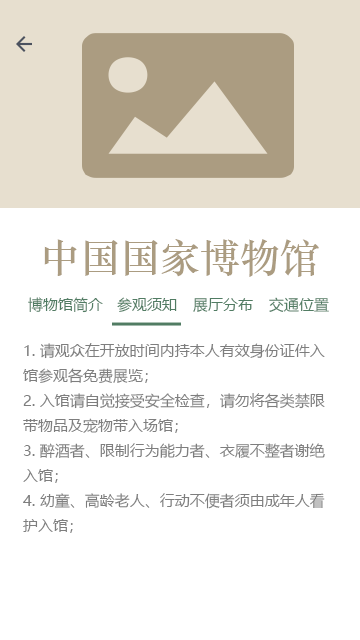 中国国家博物馆
博物馆简介 参观须知 展厅分布 交通位置
1. 请观众在开放时间内持本人有效身份证件入
馆参观各免费展览；
2. 入馆请自觉接受安全检查，请勿将各类禁限
带物品及宠物带入场馆；
3. 醉酒者、限制行为能力者、衣履不整者谢绝
入馆；
4. 幼童、高龄老人、行动不便者须由成年人看
护入馆；